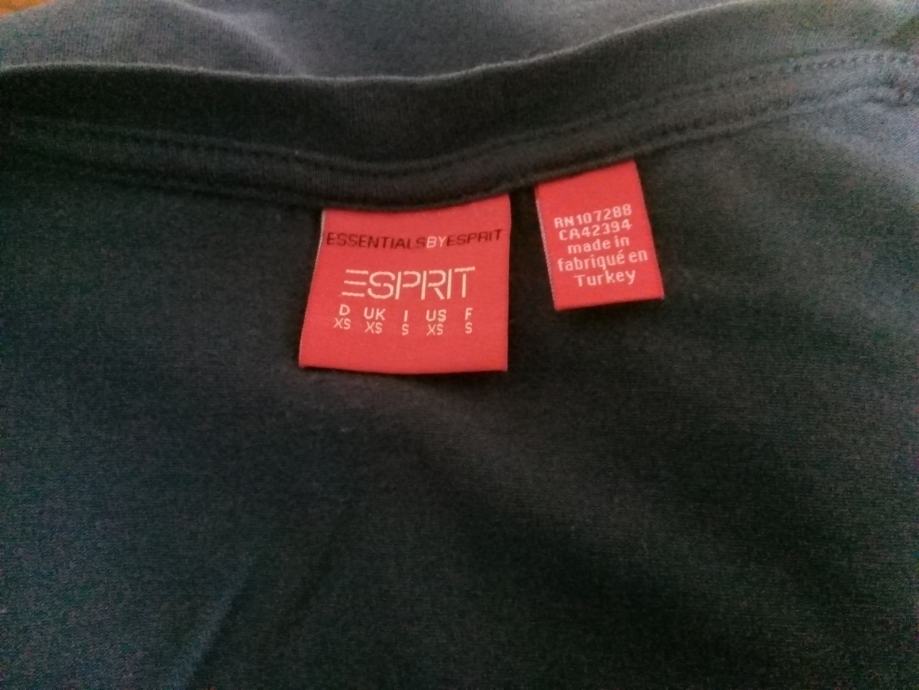 ESSENTIALSBYESPRIT
ESPRIT
D UK I US F
XS XS S XS S
RN107288
CA42394
made in
fabriqué en
Turkey